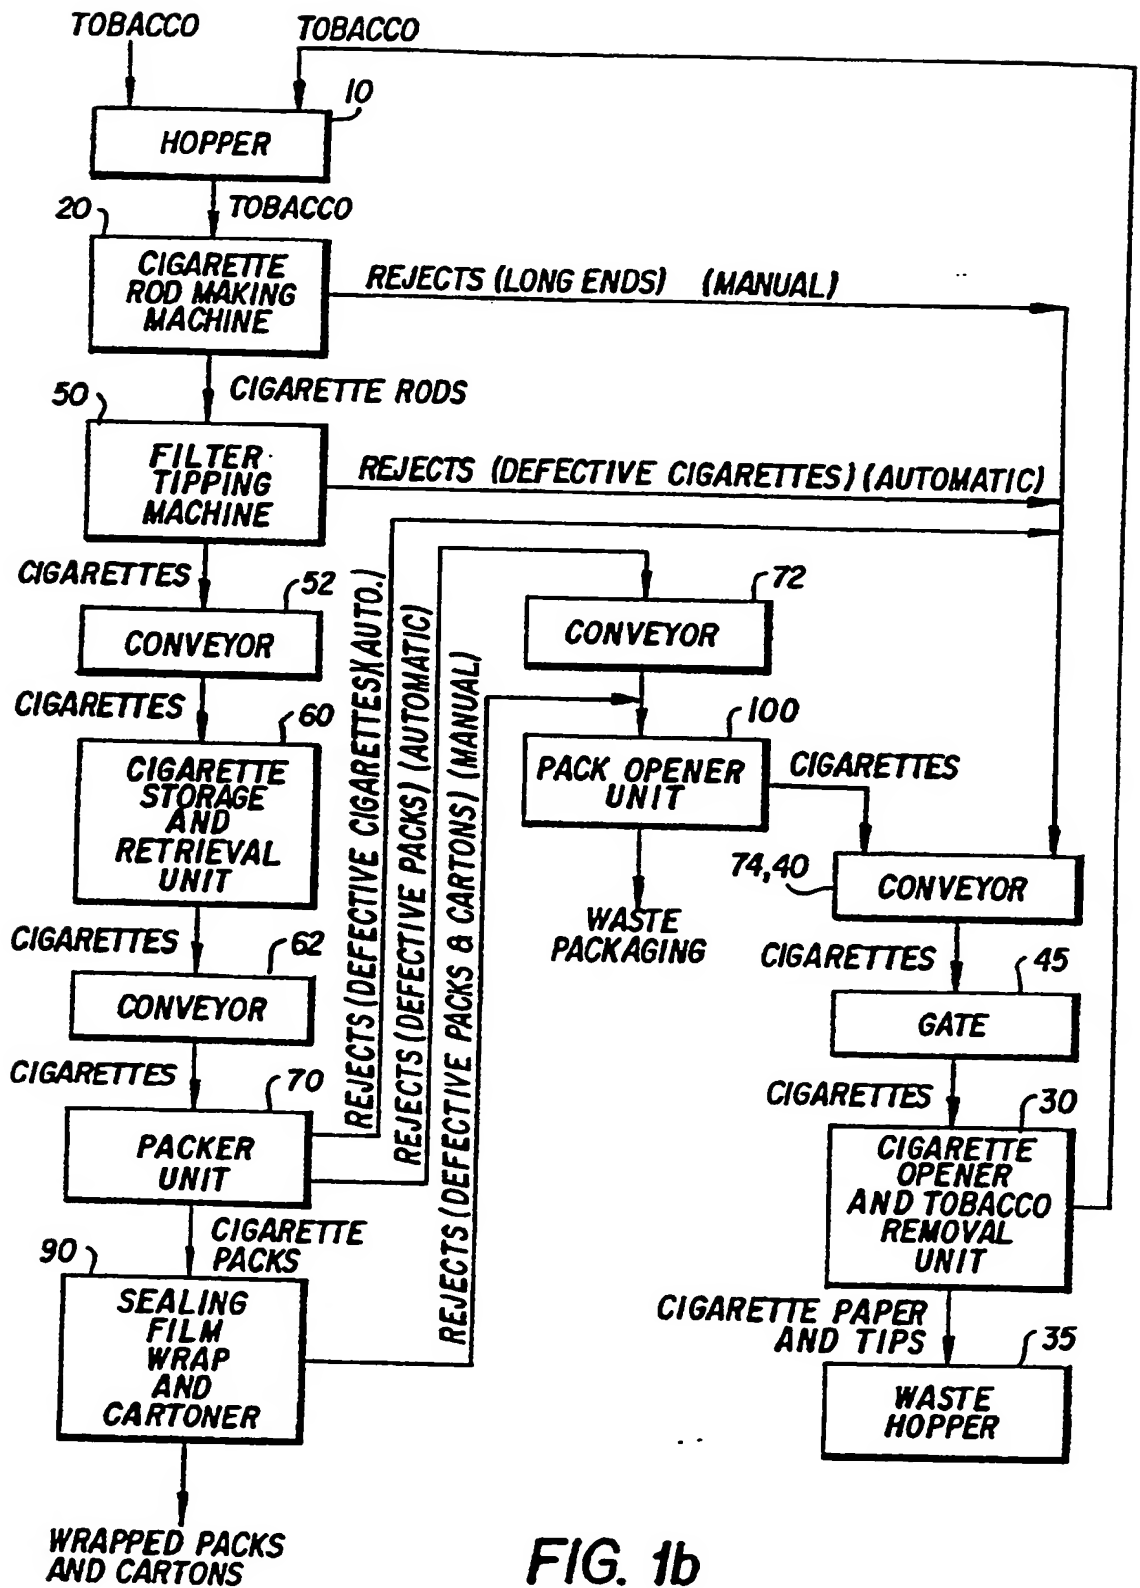 TOBACCO
TOBACCO
10
HOPPER
TOBACCO
20
CIGARETTE
ROD MAKING
MACHINE
REJECTS (LONG ENDS) (MANUAL)
CIGARETTE RODS
50
FILTER
TIPPING
MACHINE
REJECTS (DEFECTIVE CIGARETTES) (AUTOMATIC)
CIGARETTES
52
CONVEYOR
CIGARETTES
60
CIGARETTE
STORAGE
AND
RETRIEVAL
UNIT
CIGARETTES
62
CONVEYOR
CIGARETTES
70
PACKER
UNIT
CIGARETTE
PACKS
90
SEALING
FILM
WRAP
AND
CARTONER
WRAPPED PACKS
AND CARTONS
REJECTS (DEFECTIVE CIGARETTES)(AUTO.)
REJECTS (DEFECTIVE PACKS) (AUTOMATIC)
REJECTS (DEFECTIVE PACKS & CARTONS) (MANUAL)
72
CONVEYOR
100
PACK OPENER
UNIT
CIGARETTES
WASTE
PACKAGING
74,40
CONVEYOR
CIGARETTES
45
GATE
CIGARETTES
30
CIGARETTE
OPENER
AND TOBACCO
REMOVAL
UNIT
CIGARETTE PAPER
AND TIPS
35
WASTE
HOPPER
FIG. 1b